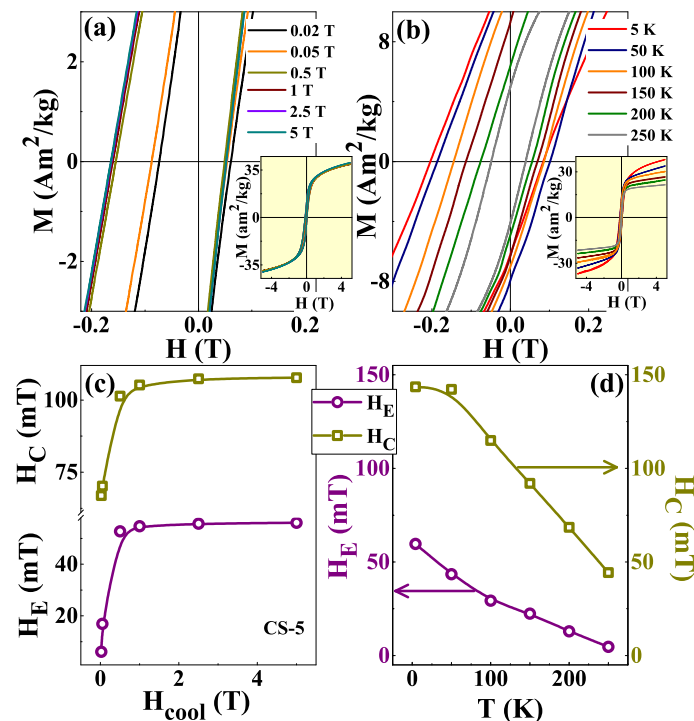 (a)
0.02 T
0.05 T
0.5 T
1 T
2.5 T
5 T
M (Am²/kg)
2
0
-2
-0.2
0.0
0.2
H (T)
M (am²/kg)
35
0
-35
-4
0
4
H (T)
(b)
5 K
50 K
100 K
150 K
200 K
250 K
M (Am²/kg)
8
0
-8
-0.2
0.0
0.2
H (T)
M (am²/kg)
30
0
-30
-4
0
4
H (T)
(c)
H_C (mT)
100
75
H_E (mT)
40
20
0
2
4
H_cool (T)
CS-5
H_E
H_C
(d)
H_E (mT)
150
100
50
0
0
100
200
T (K)
H_C (mT)
150
100
50
0